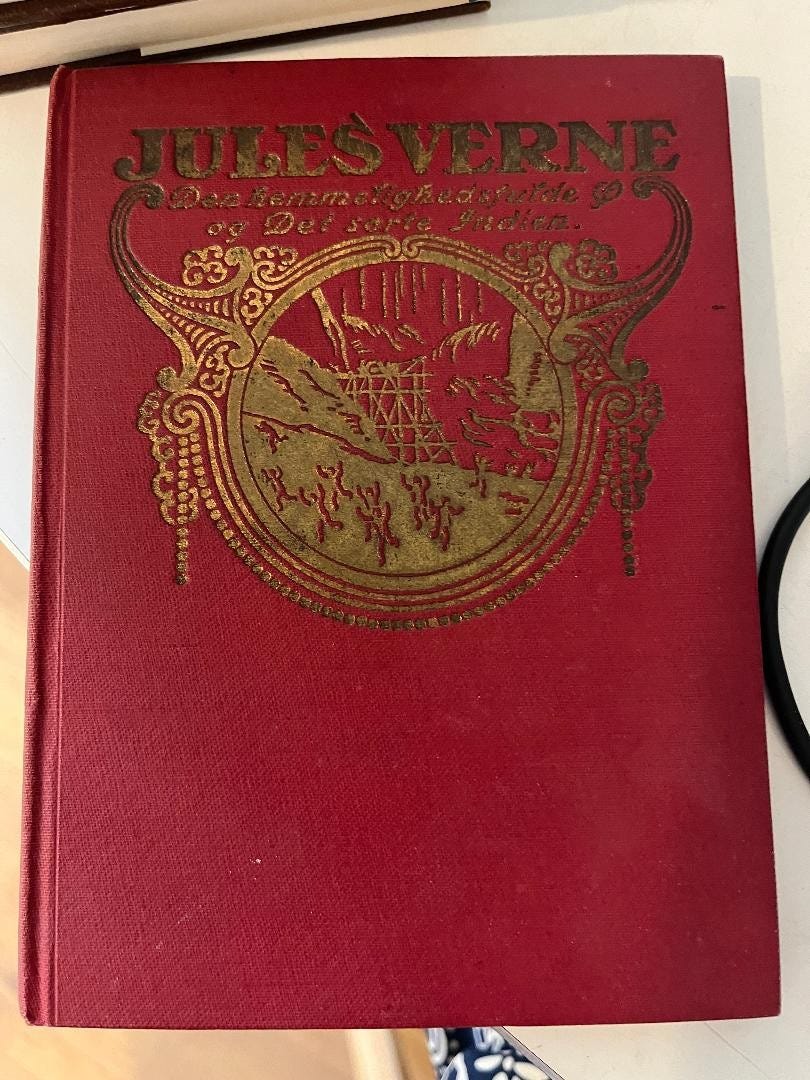 JULES VERNE
Den hemmelighedsfulde Ø
og Det sorte Indien.